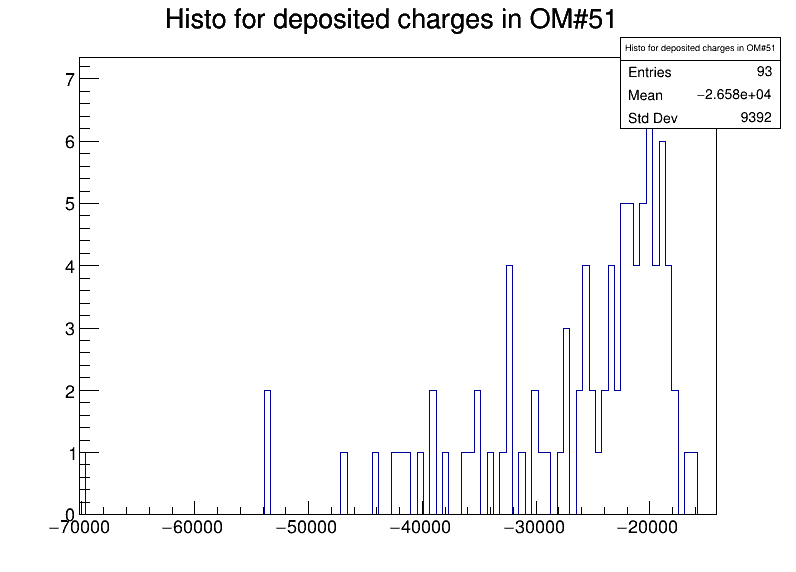 Histo for deposited charges in OM#51
Histo for deposited charges in OM#51
Entries 93
Mean −2.658e+04
Std Dev 9392
7
6
5
4
3
2
1
0
−70000 −60000 −50000 −40000 −30000 −20000